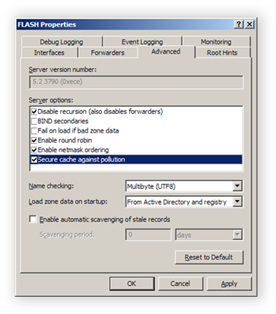 FLASH Properties
Debug Logging Event Logging Monitoring
Interfaces Forwarders Advanced Root Hints
Server version number:
5.2 3790 (0xece)
Server options:
Disable recursion (also disables forwarders)
BIND secondaries
Fail on load if bad zone data
Enable round robin
Enable netmask ordering
Secure cache against pollution
Name checking: Multibyte (UTF8)
Load zone data on startup: From Active Directory and registry
Enable automatic scavenging of stale records
Scavenging period: 0 days
Reset to Default
OK Cancel Apply